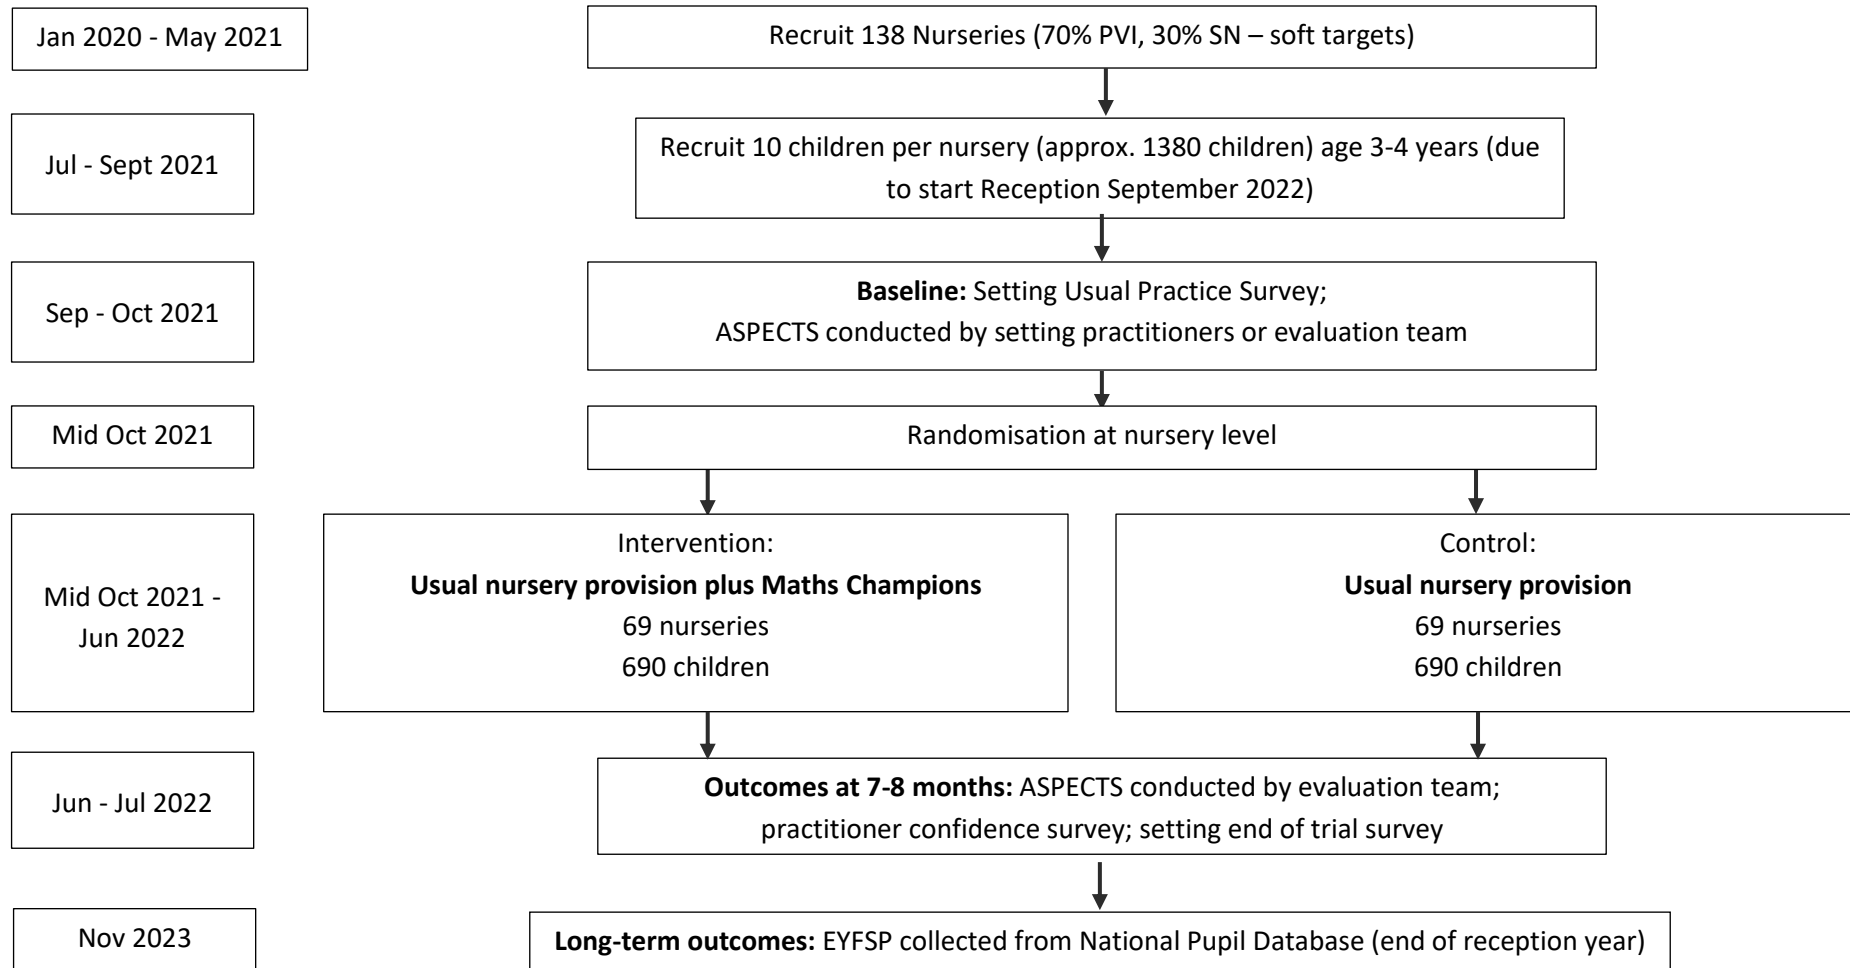 Jan 2020 - May 2021
Recruit 138 Nurseries (70% PVI, 30% SN – soft targets)
Jul - Sept 2021
Recruit 10 children per nursery (approx. 1380 children) age 3-4 years (due
to start Reception September 2022)
Sep - Oct 2021
Baseline: Setting Usual Practice Survey;
ASPECTS conducted by setting practitioners or evaluation team
Mid Oct 2021
Randomisation at nursery level
Mid Oct 2021 -
Jun 2022
Intervention:
Usual nursery provision plus Maths Champions
69 nurseries
690 children
Control:
Usual nursery provision
69 nurseries
690 children
Jun - Jul 2022
Outcomes at 7-8 months: ASPECTS conducted by evaluation team;
practitioner confidence survey; setting end of trial survey
Nov 2023
Long-term outcomes: EYFSP collected from National Pupil Database (end of reception year)